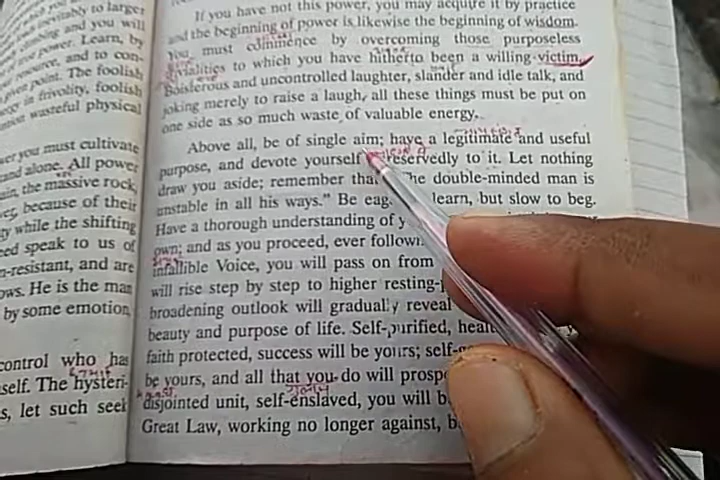 evitably to larger
and you will
power. Learn, by
resource, and to con-
given point. The foolish
in frivolity, foolish
wasteful physical
you must cultivate
and alone. All power
the massive rock,
because of their
while the shifting
speak to us of
n-resistant, and are
ows. He is the man
by some emotion
control who has
self. The hysteri-
s, let such seek
If you have not this power, you may acquire it by practice
and the beginning of power is likewise the beginning of wisdom.
You must commence by overcoming those purposeless
trivialities to which you have hitherto been a willing victim.
Boisterous and uncontrolled laughter, slander and idle talk, and
joking merely to raise a laugh, all these things must be put on
one side as so much waste of valuable energy.
Above all, be of single aim; have a legitimate and useful
purpose, and devote yourself reservedly to it. Let nothing
draw you aside; remember tha he double-minded man is
unstable in all his ways." Be eag learn, but slow to beg.
Have a thorough understanding of y
own; and as you proceed, ever followin
infallible Voice, you will pass on from
will rise step by step to higher resting-p
broadening outlook will gradually reveal
beauty and purpose of life. Self-purified, heal
faith protected, success will be yours; self-
be yours, and all that you do will prosp
disjointed unit, self-enslaved, you will b
Great Law, working no longer against, b